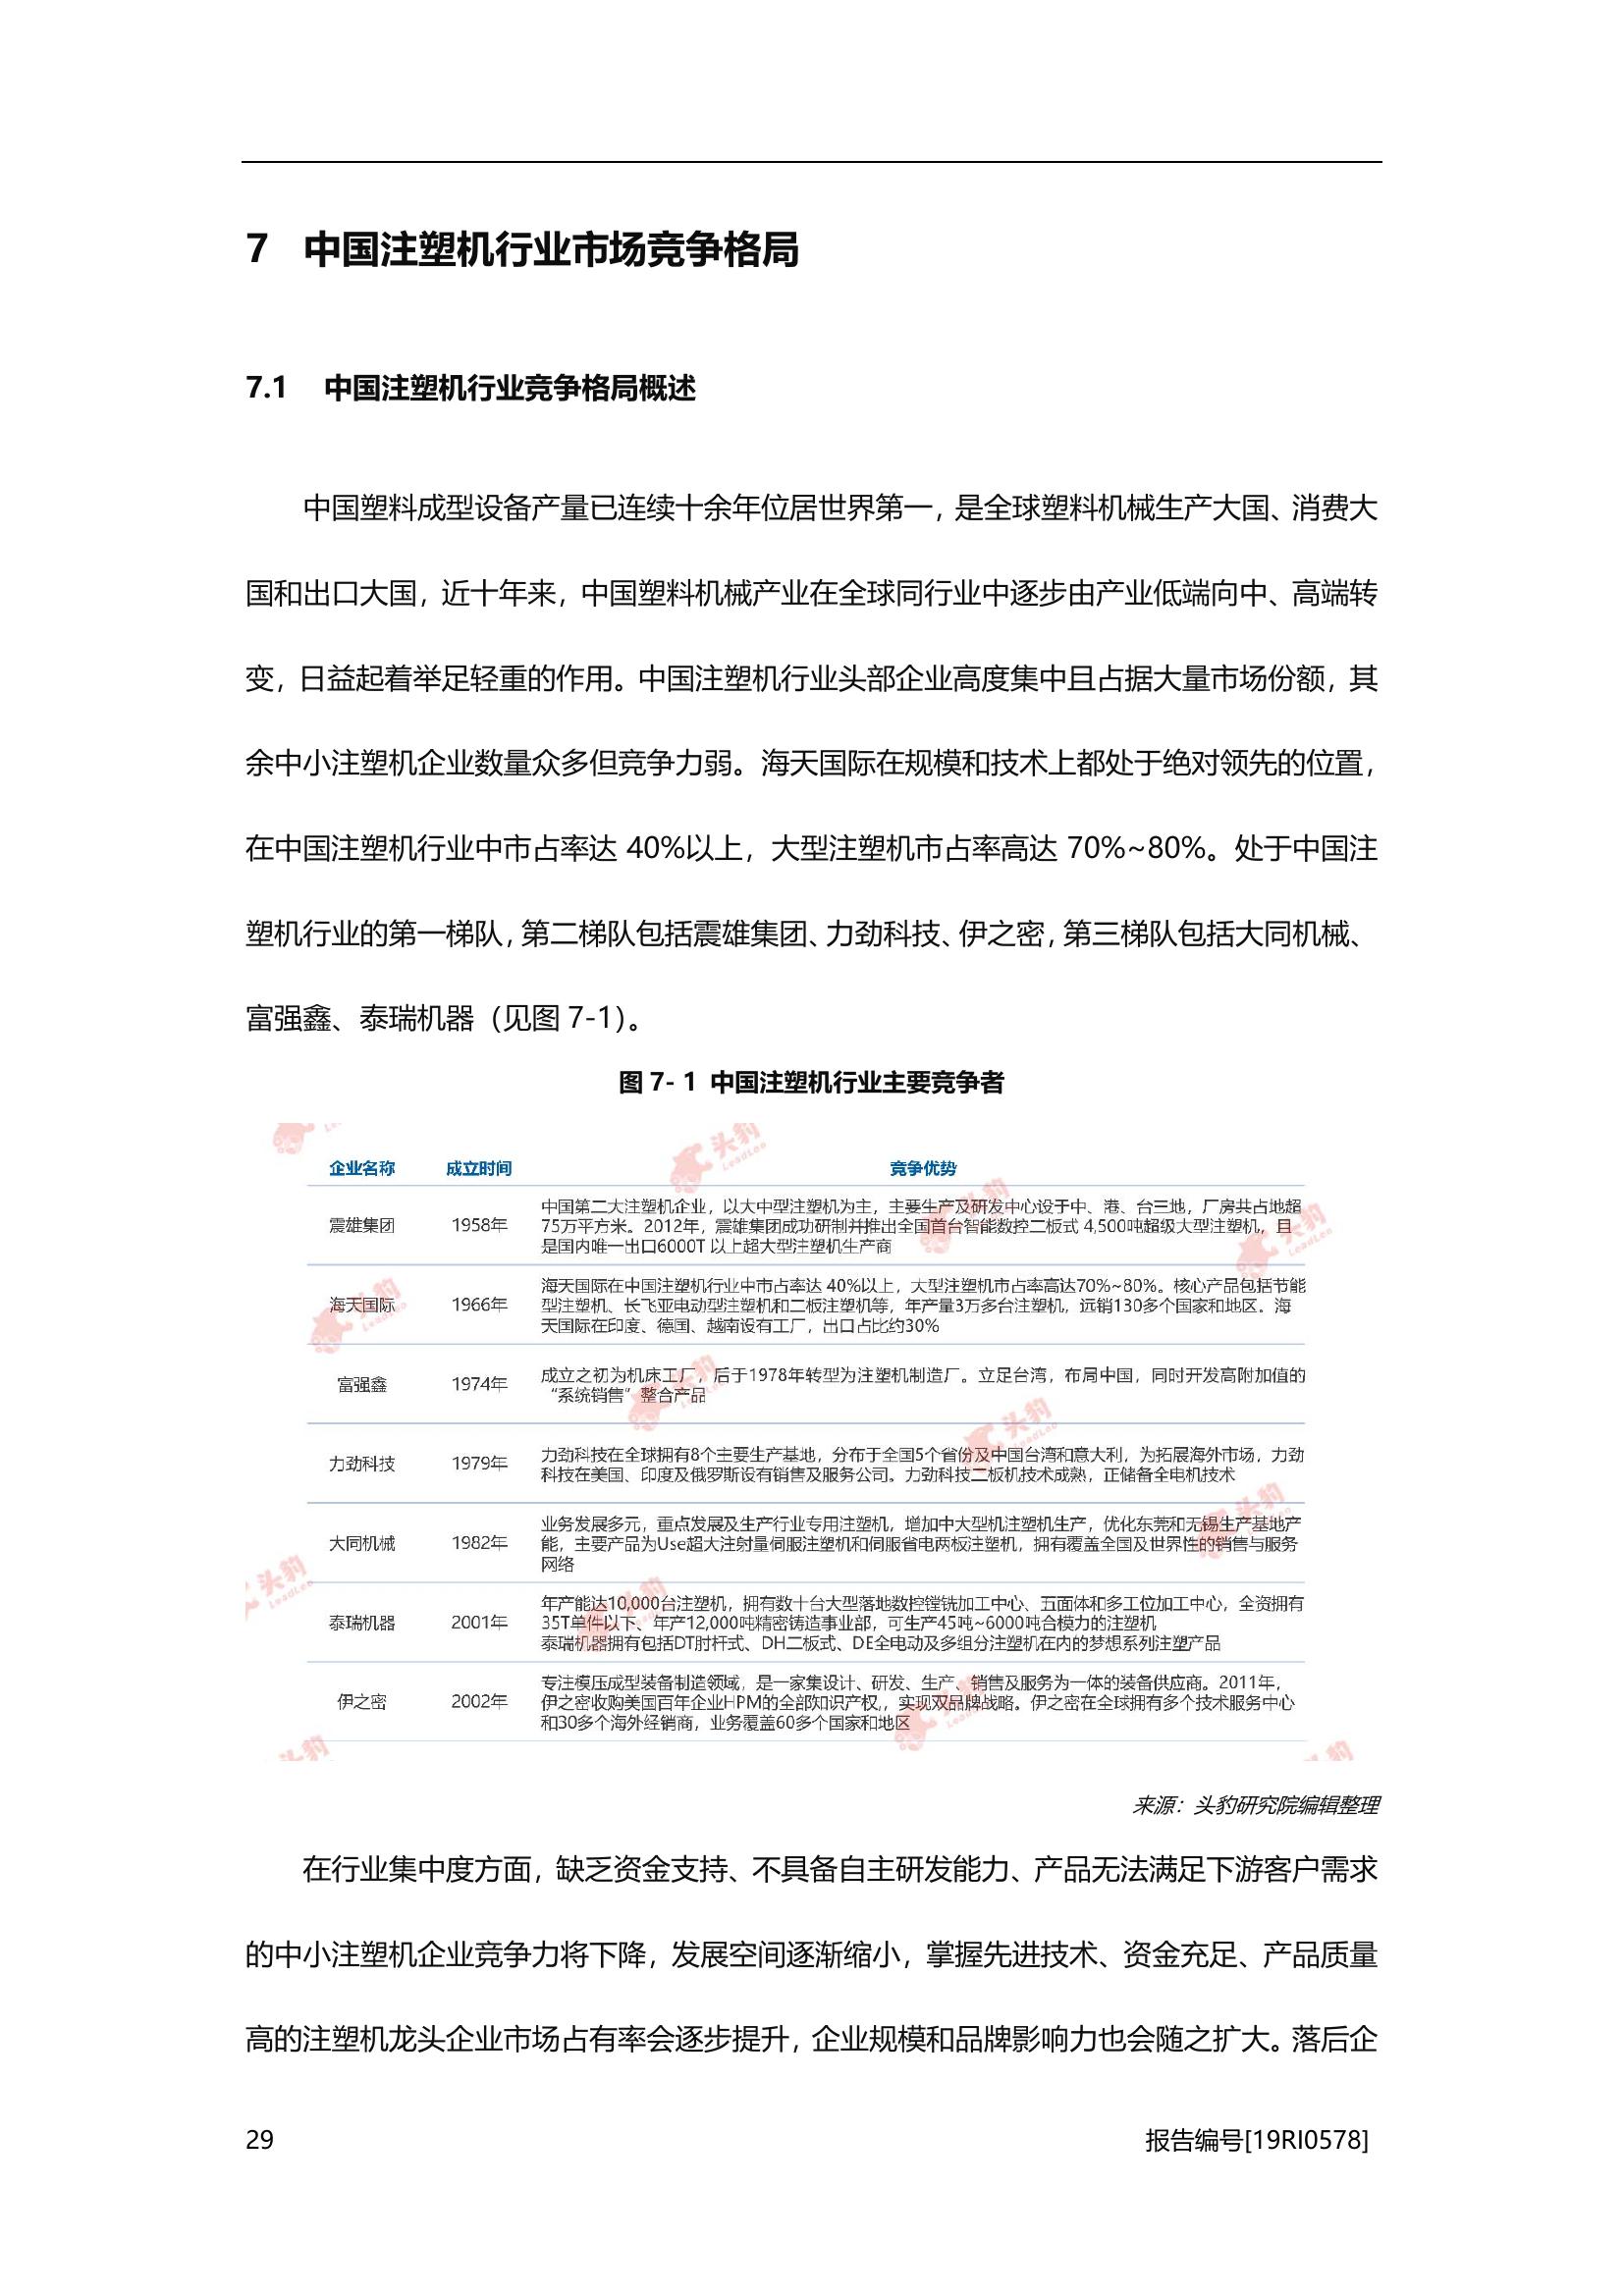 7 中国注塑机行业市场竞争格局
7.1 中国注塑机行业竞争格局概述
中国塑料成型设备产量已连续十余年位居世界第一，是全球塑料机械生产大国、消费大
国和出口大国，近十年来，中国塑料机械产业在全球同行业中逐步由产业低端向中、高端转
变，日益起着举足轻重的作用。中国注塑机行业头部企业高度集中且占据大量市场份额，其
余中小注塑机企业数量众多但竞争力弱。海天国际在规模和技术上都处于绝对领先的位置，
在中国注塑机行业中市占率达 40%以上，大型注塑机市占率高达 70%~80%。处于中国注
塑机行业的第一梯队，第二梯队包括震雄集团、力劲科技、伊之密，第三梯队包括大同机械、
富强鑫、泰瑞机器（见图 7-1）。
图 7- 1 中国注塑机行业主要竞争者
企业名称 成立时间 竞争优势
震雄集团 1958年 中国第二大注塑机企业，以大中型注塑机为主，主要生产及研发中心设于中、港、台三地，厂房共占地超
75万平方米。2012年，震雄集团成功研制并推出全国首台智能数控二板式 4,500吨超级大型注塑机，且
是国内唯一出口6000T 以上超大型注塑机生产商
海天国际 1966年 海天国际在中国注塑机行业中市占率达 40%以上，大型注塑机市占率高达70%~80%。核心产品包括节能
型注塑机、长飞亚电动型注塑机和二板注塑机等，年产量3万多台注塑机，远销130多个国家和地区。海
天国际在印度、德国、越南设有工厂，出口占比约30%
富强鑫 1974年 成立之初为机床工厂，后于1978年转型为注塑机制造厂。立足台湾，布局中国，同时开发高附加值的
“系统销售”整合产品
力劲科技 1979年 力劲科技在全球拥有8个主要生产基地，分布于全国5个省份及中国台湾和意大利，为拓展海外市场，力劲
科技在美国、印度及俄罗斯设有销售及服务公司。力劲科技二板机技术成熟，正储备全电机技术
大同机械 1982年 业务发展多元，重点发展及生产行业专用注塑机，增加中大型机注塑机生产，优化东莞和无锡生产基地产
能，主要产品为Use超大注射量伺服注塑机和伺服省电两板注塑机，拥有覆盖全国及世界性的销售与服务
网络
泰瑞机器 2001年 年产能达10,000台注塑机，拥有数十台大型落地数控镗铣加工中心、五面体和多工位加工中心，全资拥有
35T单件以下、年产12,000吨精密铸造事业部，可生产45吨~6000吨合模力的注塑机
泰瑞机器拥有包括DT肘杆式、DH二板式、DE全电动及多组分注塑机在内的梦想系列注塑产品
伊之密 2002年 专注模压成型装备制造领域，是一家集设计、研发、生产、销售及服务为一体的装备供应商。2011年，
伊之密收购美国百年企业HPM的全部知识产权,，实现双品牌战略。伊之密在全球拥有多个技术服务中心
和30多个海外经销商，业务覆盖60多个国家和地区
来源：头豹研究院编辑整理
在行业集中度方面，缺乏资金支持、不具备自主研发能力、产品无法满足下游客户需求
的中小注塑机企业竞争力将下降，发展空间逐渐缩小，掌握先进技术、资金充足、产品质量
高的注塑机龙头企业市场占有率会逐步提升，企业规模和品牌影响力也会随之扩大。落后企
29 报告编号[19RI0578]